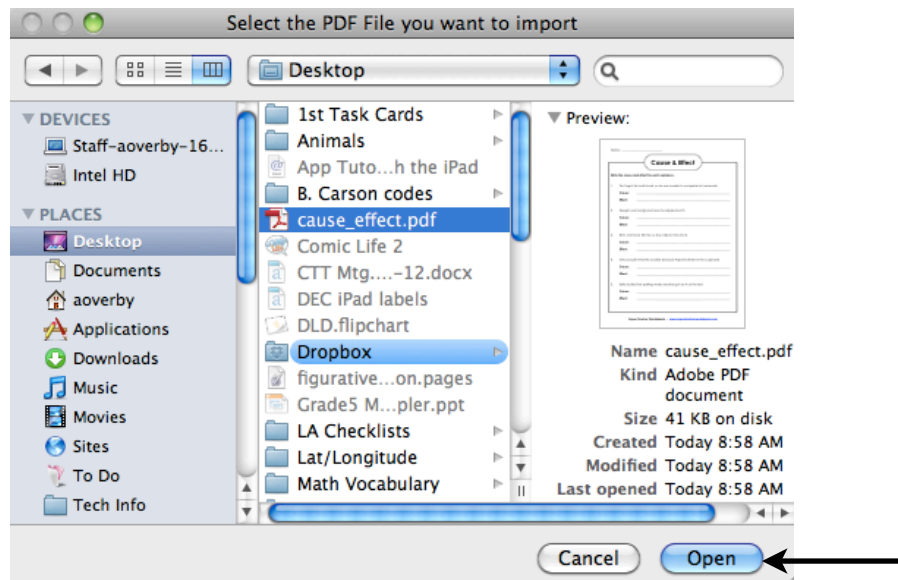 Select the PDF File you want to import
Desktop
DEVICES
Staff-aoverby-16...
Intel HD
PLACES
Desktop
Documents
aoverby
Applications
Downloads
Music
Movies
Sites
To Do
Tech Info
1st Task Cards
Animals
App Tuto...h the iPad
B. Carson codes
cause_effect.pdf
Comic Life 2
CTT Mtg....-12.docx
DEC iPad labels
DLD.flipchart
Dropbox
figurative...on.pages
Grade5 M...pler.ppt
LA Checklists
Lat/Longitude
Math Vocabulary
Preview:
Cause & Effect
Name cause_effect.pdf
Kind Adobe PDF
document
Size 41 KB on disk
Created Today 8:58 AM
Modified Today 8:58 AM
Last opened Today 8:58 AM
Cancel
Open